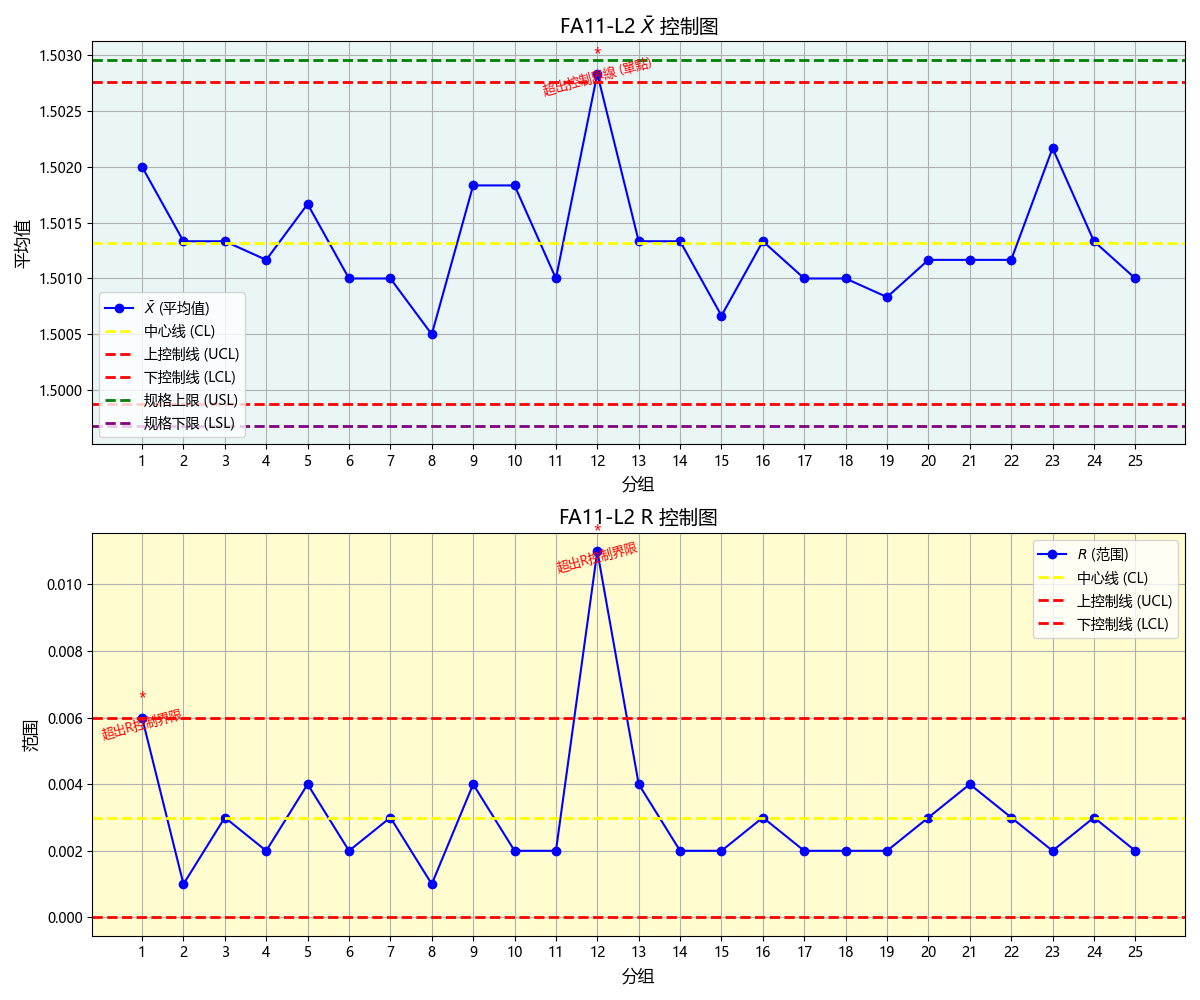 FA11-L2 X̄ 控制图
*
超出控制界線 (單點)
平均值
1.5030
1.5025
1.5020
1.5015
1.5010
1.5005
1.5000
X̄ (平均值)
中心线 (CL)
上控制线 (UCL)
下控制线 (LCL)
规格上限 (USL)
规格下限 (LSL)
1 2 3 4 5 6 7 8 9 10 11 12 13 14 15 16 17 18 19 20 21 22 23 24 25
分组
FA11-L2 R 控制图
*
超出R控制界限
*
超出R控制界限
范围
0.010
0.008
0.006
0.004
0.002
0.000
R (范围)
中心线 (CL)
上控制线 (UCL)
下控制线 (LCL)
1 2 3 4 5 6 7 8 9 10 11 12 13 14 15 16 17 18 19 20 21 22 23 24 25
分组